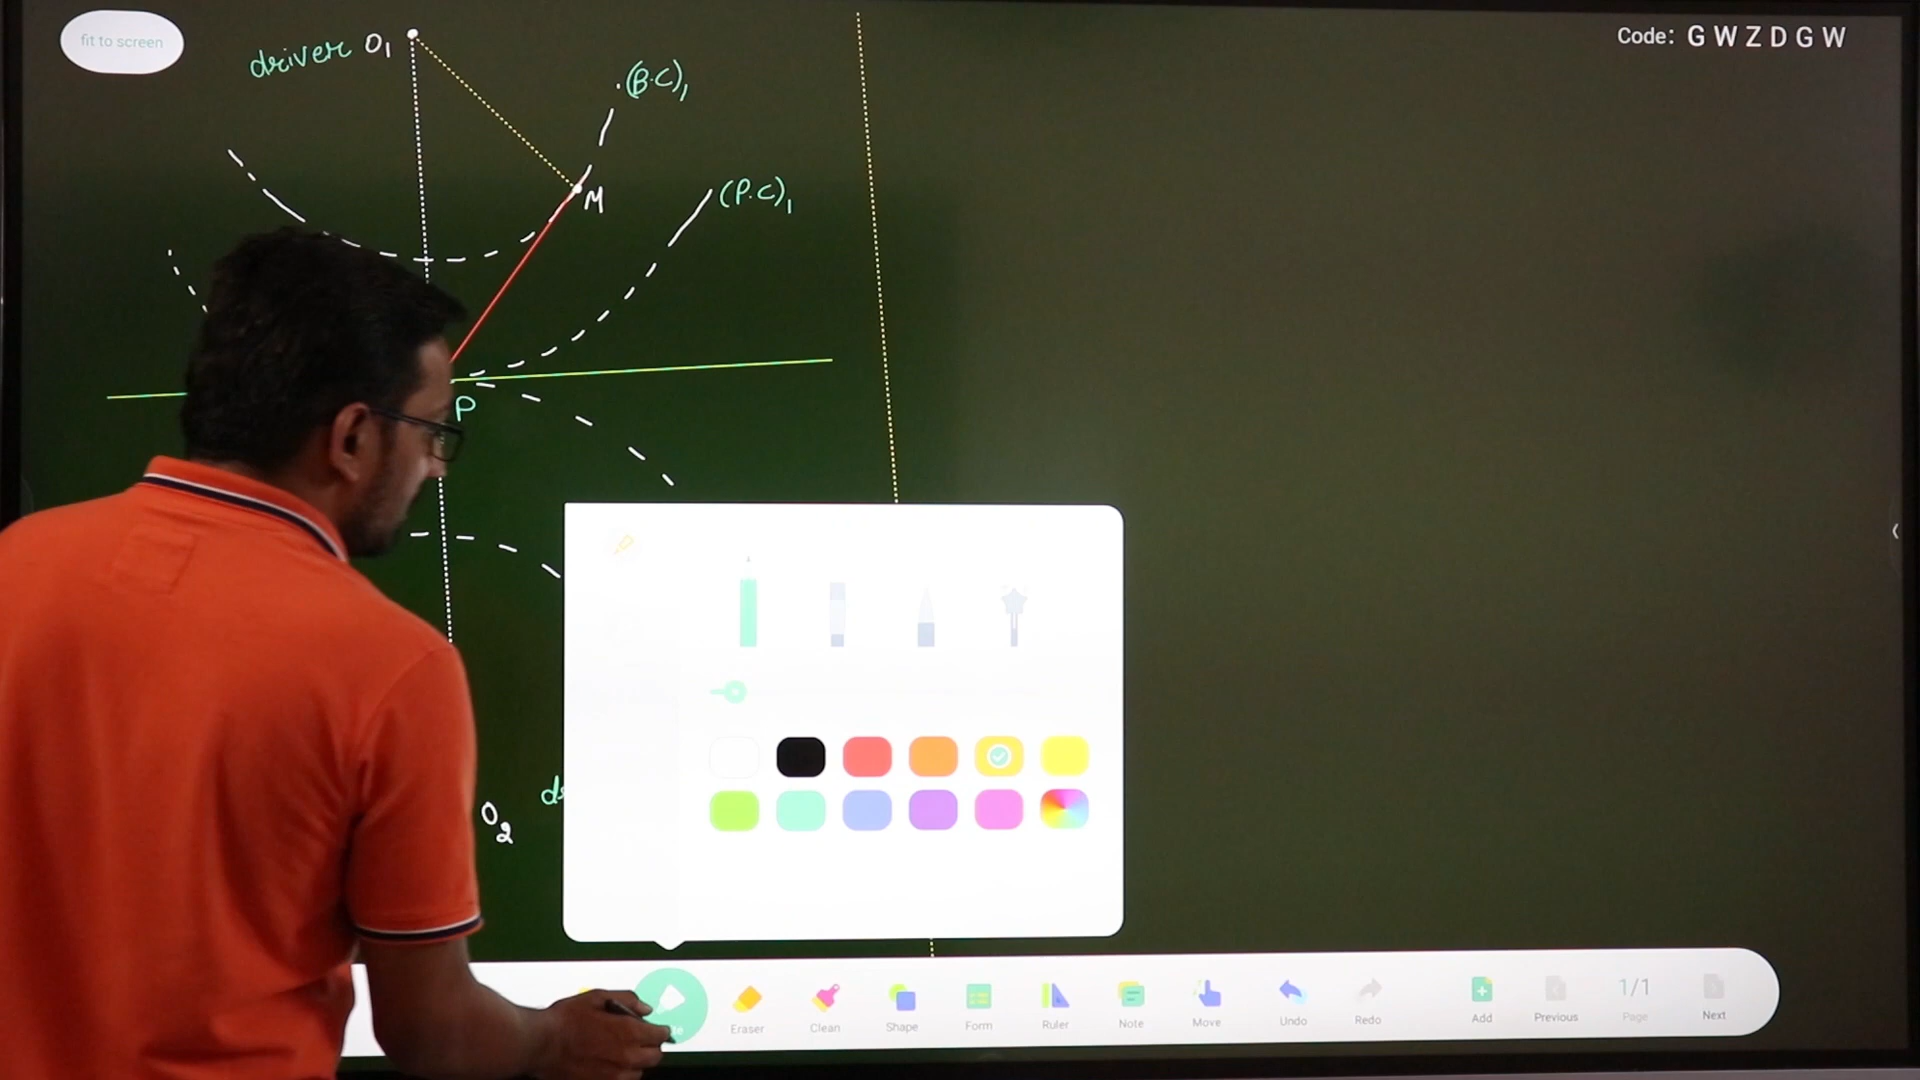 fit to screen
Code: G W Z D G W
driver O1
(B.C)1
M
(P.C)1
P
O2
Eraser
Clean
Shape
Form
Ruler
Note
Move
Undo
Redo
Add
Previous
1/1
Page
Next